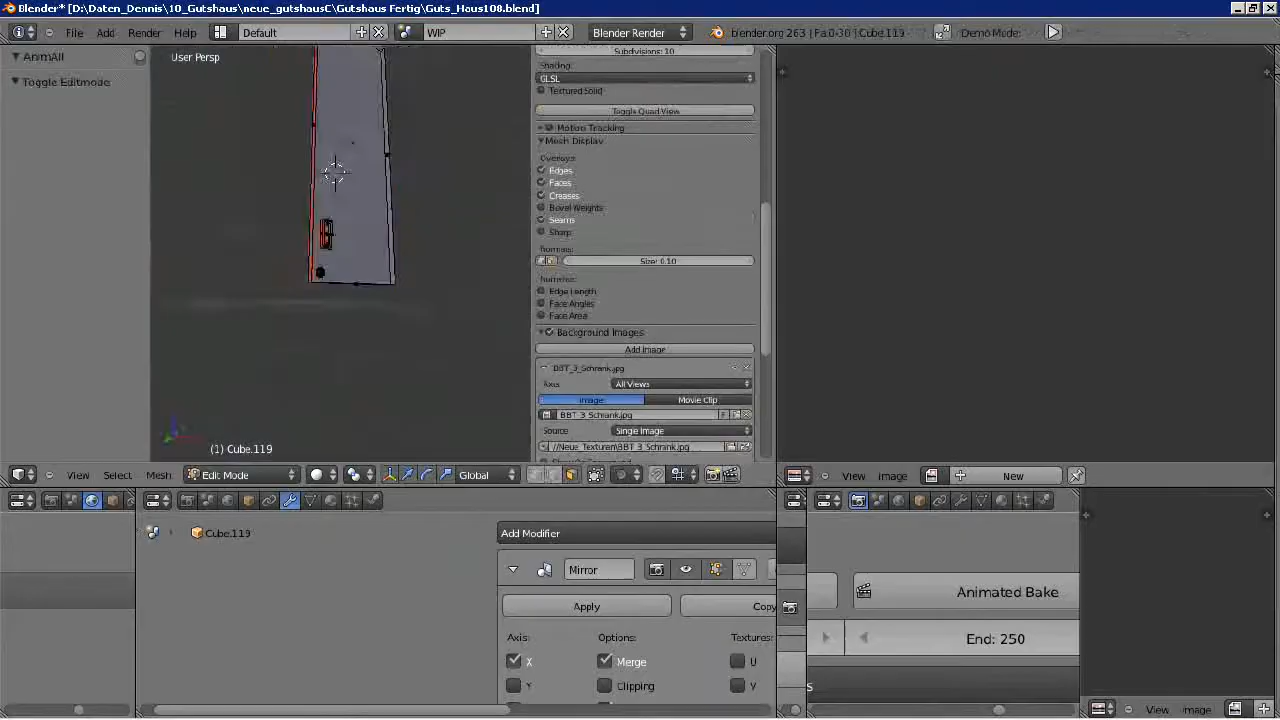 Blender* [D:\Daten_Dennis\10_Gutshaus\neue_gutshausC\Gutshaus Fertig\Guts_Haus108.blend]
File Add Render Help Default WIP Blender Render blender.org 263 | Fa:0-30 | Cube.119 Demo Mode:
AnimAll
Toggle Editmode
User Persp
(1) Cube.119
Subdivisions: 10
Shading:
GLSL
Textured Solid
Toggle Quad View
Motion Tracking
Mesh Display
Overlays:
Edges
Faces
Creases
Bevel Weights
Seams
Sharp
Normals:
Size: 0.10
Numerics:
Edge Length
Face Angles
Face Area
Background Images
Add Image
BBT_3_Schrank.jpg
Axis: All Views
Image Movie Clip
BBT_3_Schrank.jpg F
Source: Single Image
//Neue_Texturen\BBT_3_Schrank.jpg
View Select Mesh Edit Mode Global
View Image New
Cube.119
Add Modifier
Mirror
Apply Copy
Axis: Options: Textures:
X Merge U
Y Clipping V
Animated Bake
End: 250
s
View Image